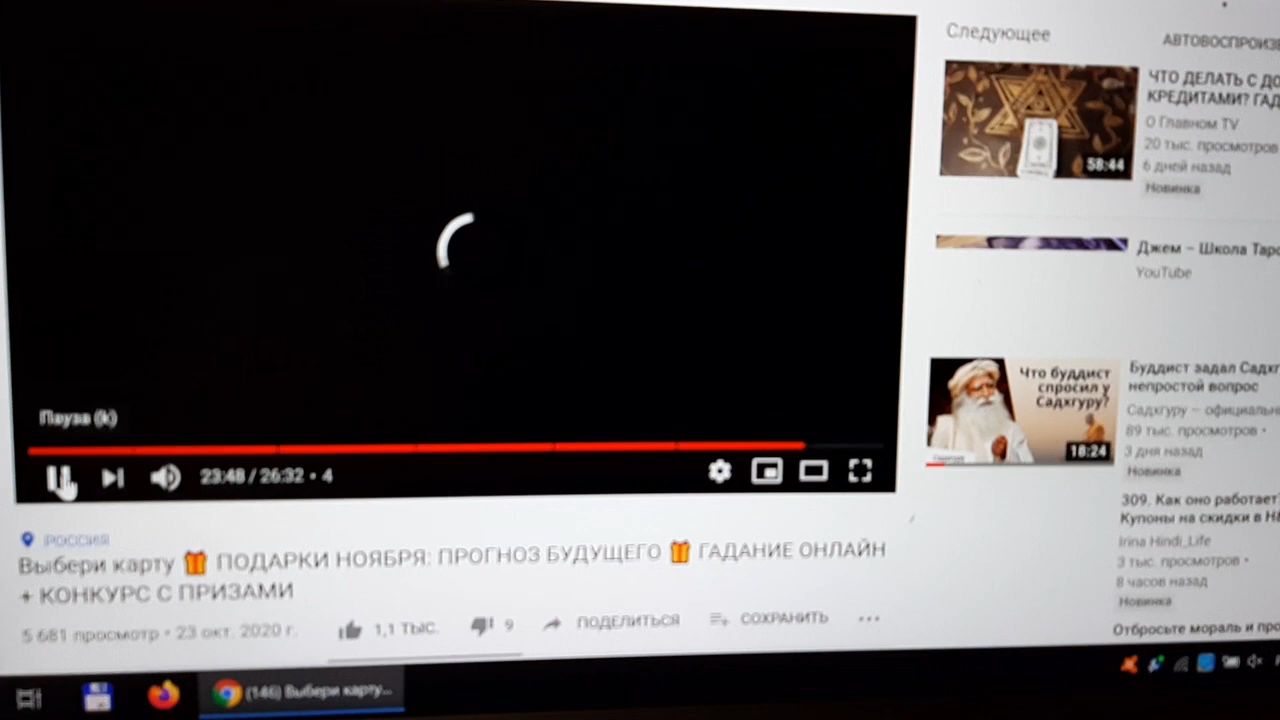 Следующее
АВТОВОСПРОИЗВ
ЧТО ДЕЛАТЬ С ДО
КРЕДИТАМИ? ГАД
О Главном TV
20 тыс. просмотров
6 дней назад
Новинка
58:44
Джем – Школа Таро
YouTube
Что буддист
спросил у
Садхгуру?
18:24
Буддист задал Садхг
непростой вопрос
Садхгуру — официальн
89 тыс. просмотров •
3 дня назад
Новинка
309. Как оно работает?
Купоны на скидки в
Irina Hindi_Life
3 тыс. просмотров •
8 часов назад
Новинка
Отбросьте мораль и про
Пауза (k)
23:48 / 26:32 • 4
РОССИЯ
Выбери карту 🎁 ПОДАРКИ НОЯБРЯ: ПРОГНОЗ БУДУЩЕГО 🎁 ГАДАНИЕ ОНЛАЙН
+ КОНКУРС С ПРИЗАМИ
5 681 просмотр • 23 окт. 2020 г.
1,1 ТЫС.
9
ПОДЕЛИТЬСЯ
СОХРАНИТЬ
(146) Выбери карту...